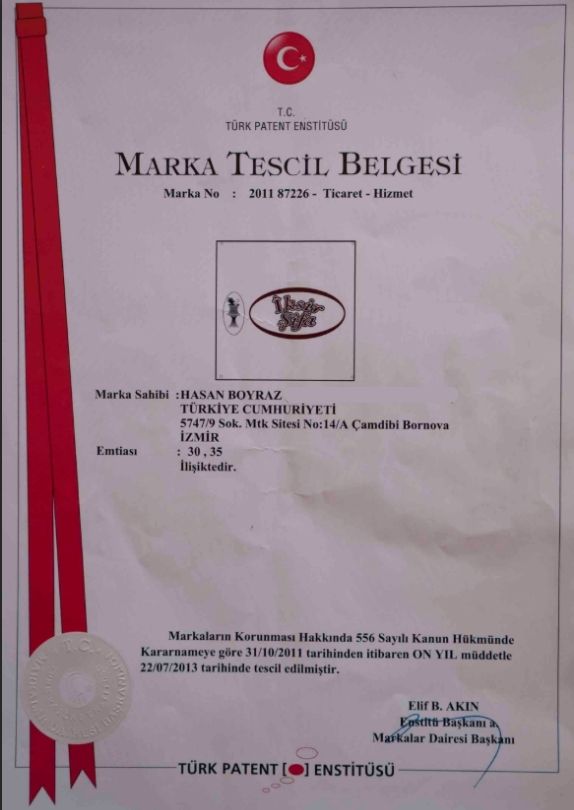 T.C.
TÜRK PATENT ENSTİTÜSÜ
MARKA TESCİL BELGESİ
Marka No : 2011 87226 - Ticaret - Hizmet
İksir
Şifa
Marka Sahibi :HASAN BOYRAZ
TÜRKİYE CUMHURİYETİ
5747/9 Sok. Mtk Sitesi No:14/A Çamdibi Bornova
İZMİR
Emtiası : 30 , 35
İlişiktedir.
Markaların Korunması Hakkında 556 Sayılı Kanun Hükmünde
Kararnameye göre 31/10/2011 tarihinden itibaren ON YIL müddetle
22/07/2013 tarihinde tescil edilmiştir.
T.C.
Elif B. AKIN
Enstitü Başkanı a.
Markalar Dairesi Başkanı
TÜRK PATENT ENSTİTÜSÜ